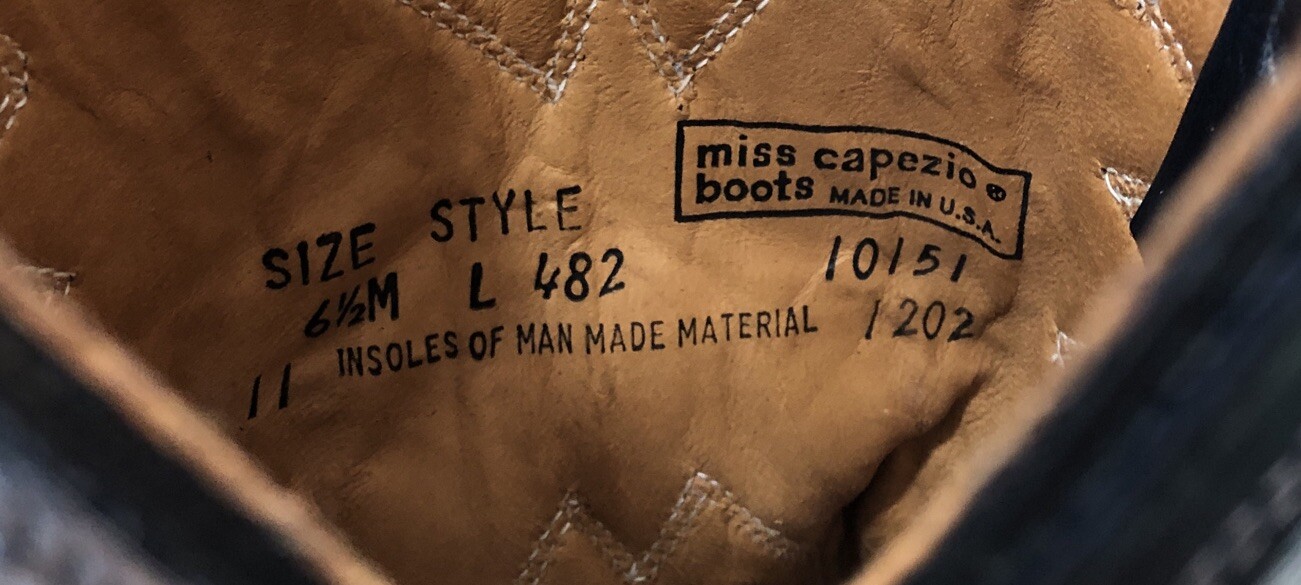 miss capezio®
boots MADE IN U.S.A.
SIZE STYLE
6½M L 482
10151
INSOLES OF MAN MADE MATERIAL
1202
11